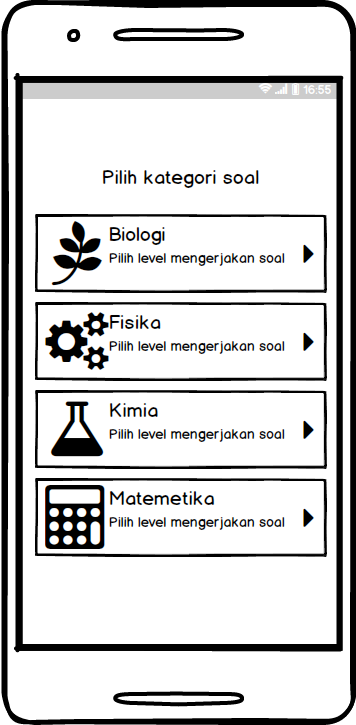 16:55
Pilih kategori soal
Biologi
Pilih level mengerjakan soal
Fisika
Pilih level mengerjakan soal
Kimia
Pilih level mengerjakan soal
Matemetika
Pilih level mengerjakan soal